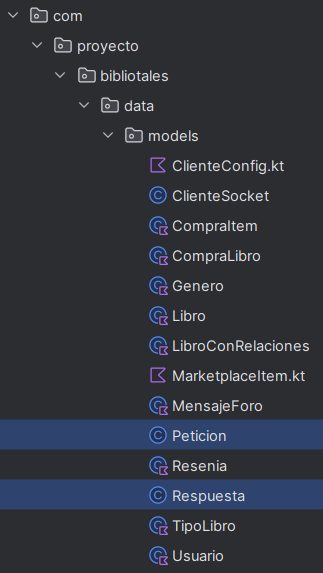 com
proyecto
bibliotales
data
models
ClienteConfig.kt
ClienteSocket
CompraItem
CompraLibro
Genero
Libro
LibroConRelaciones
MarketplaceItem.kt
MensajeForo
Peticion
Resenia
Respuesta
TipoLibro
Usuario